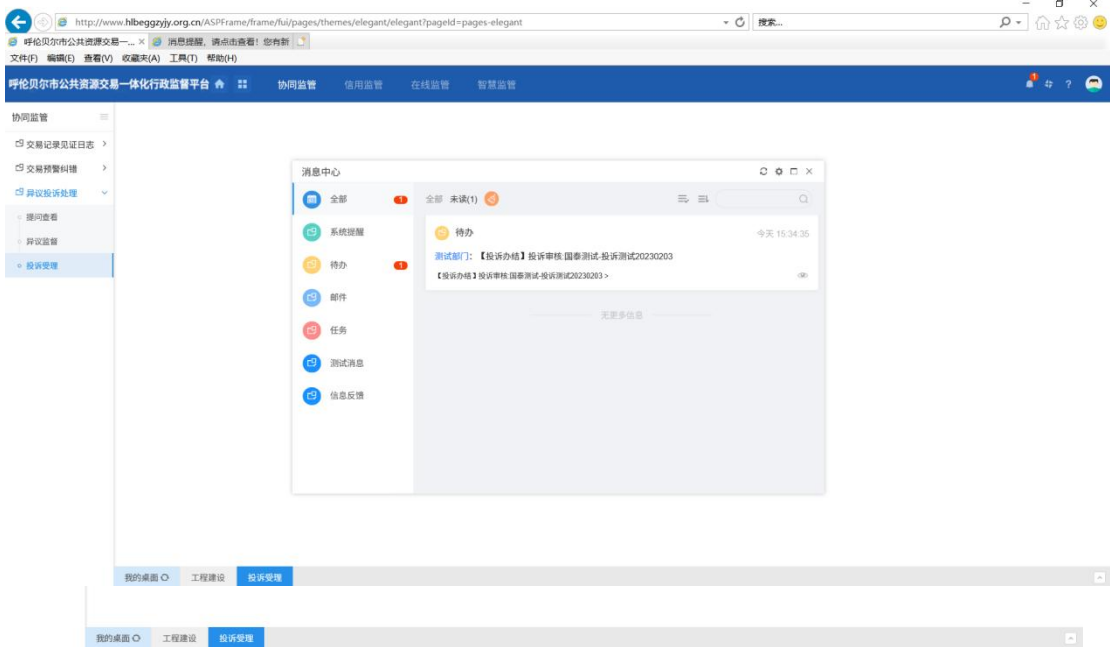 http://www.hlbeggzyjy.org.cn/ASPFrame/frame/fui/pages/themes/elegant/elegant?pageId=pages-elegant 搜索...
呼伦贝尔市公共资源交易一... 消息提醒，请点击查看！您有新
文件(F) 编辑(E) 查看(V) 收藏夹(A) 工具(T) 帮助(H)
呼伦贝尔市公共资源交易一体化行政监督平台 协同监管 信用监管 在线监管 智慧监管 1 ?
协同监管
交易记录见证日志
交易预警纠错
异议投诉处理
提问查看
异议监督
投诉受理
消息中心
全部 1
系统提醒
待办 1
邮件
任务
测试消息
信息反馈
全部 未读(1)
待办 今天 15:34:35
测试部门：【投诉办结】投诉审核:国泰测试-投诉测试20230203
【投诉办结】投诉审核:国泰测试-投诉测试20230203 >
无更多信息
我的桌面 工程建设 投诉受理
我的桌面 工程建设 投诉受理